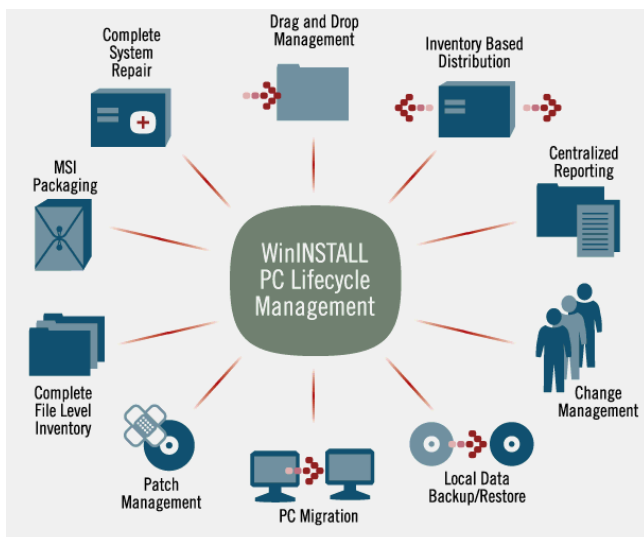 Complete
System
Repair
Drag and Drop
Management
Inventory Based
Distribution
Centralized
Reporting
Change
Management
Local Data
Backup/Restore
PC Migration
Patch
Management
Complete
File Level
Inventory
MSI
Packaging
WinINSTALL
PC Lifecycle
Management